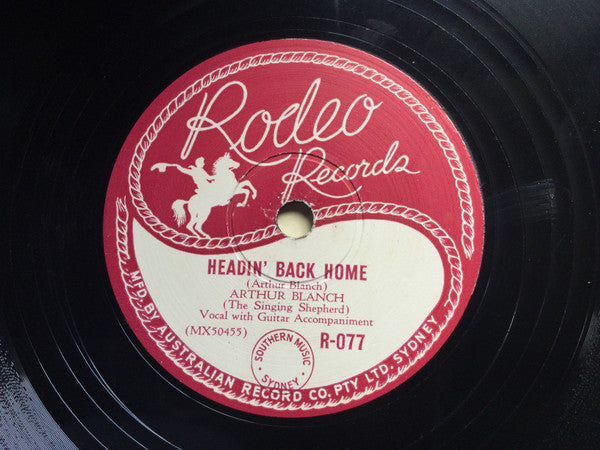 Rodeo
Records
HEADIN' BACK HOME
(Arthur Blanch)
ARTHUR BLANCH
(The Singing Shepherd)
Vocal with Guitar Accompaniment
(MX50455)
R-077
SOUTHERN MUSIC
SYDNEY
MFD. BY AUSTRALIAN RECORD CO. PTY LTD. SYDNEY